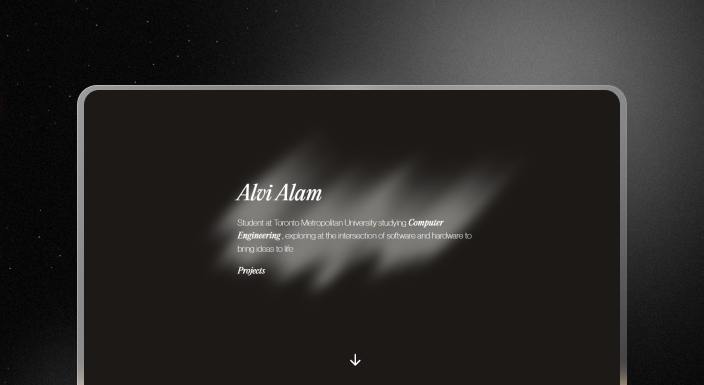 Alvi Alam
Student at Toronto Metropolitan University studying Computer
Engineering, exploring at the intersection of software and hardware to
bring ideas to life
Projects